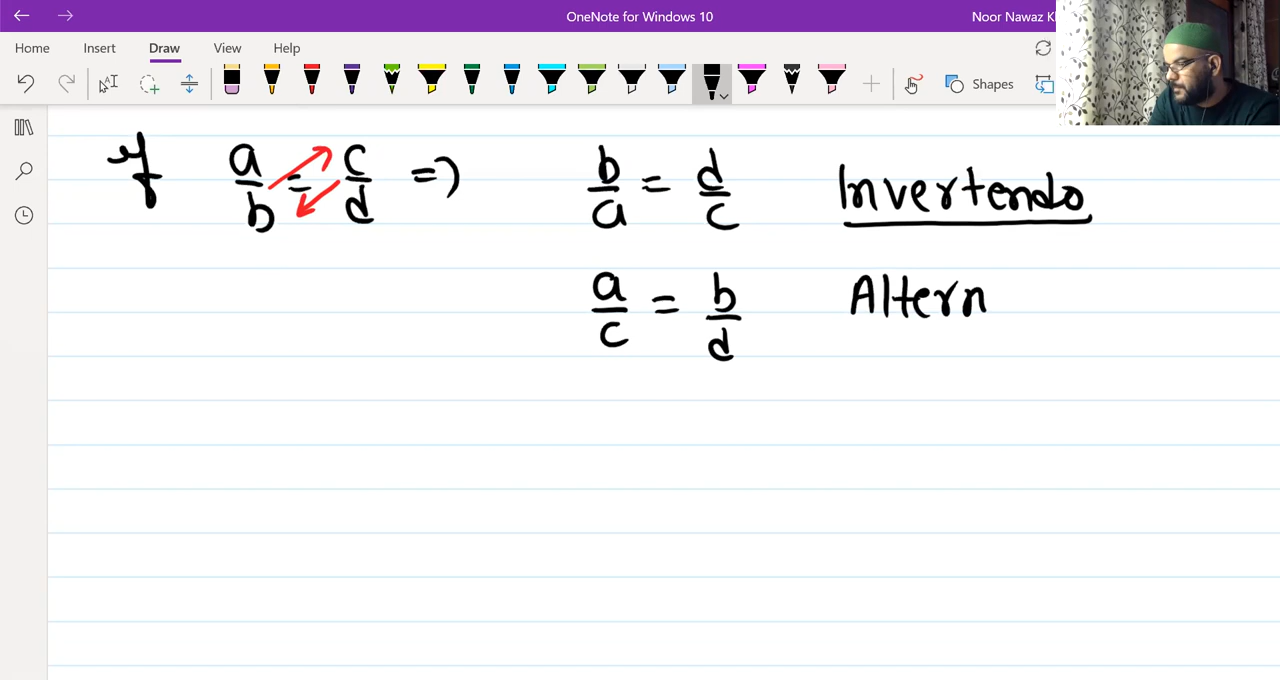 OneNote for Windows 10
Noor Nawaz
Home Insert Draw View Help
Shapes
If a/b = c/d => b/a = d/c Invertendo
a/c = b/d Altern